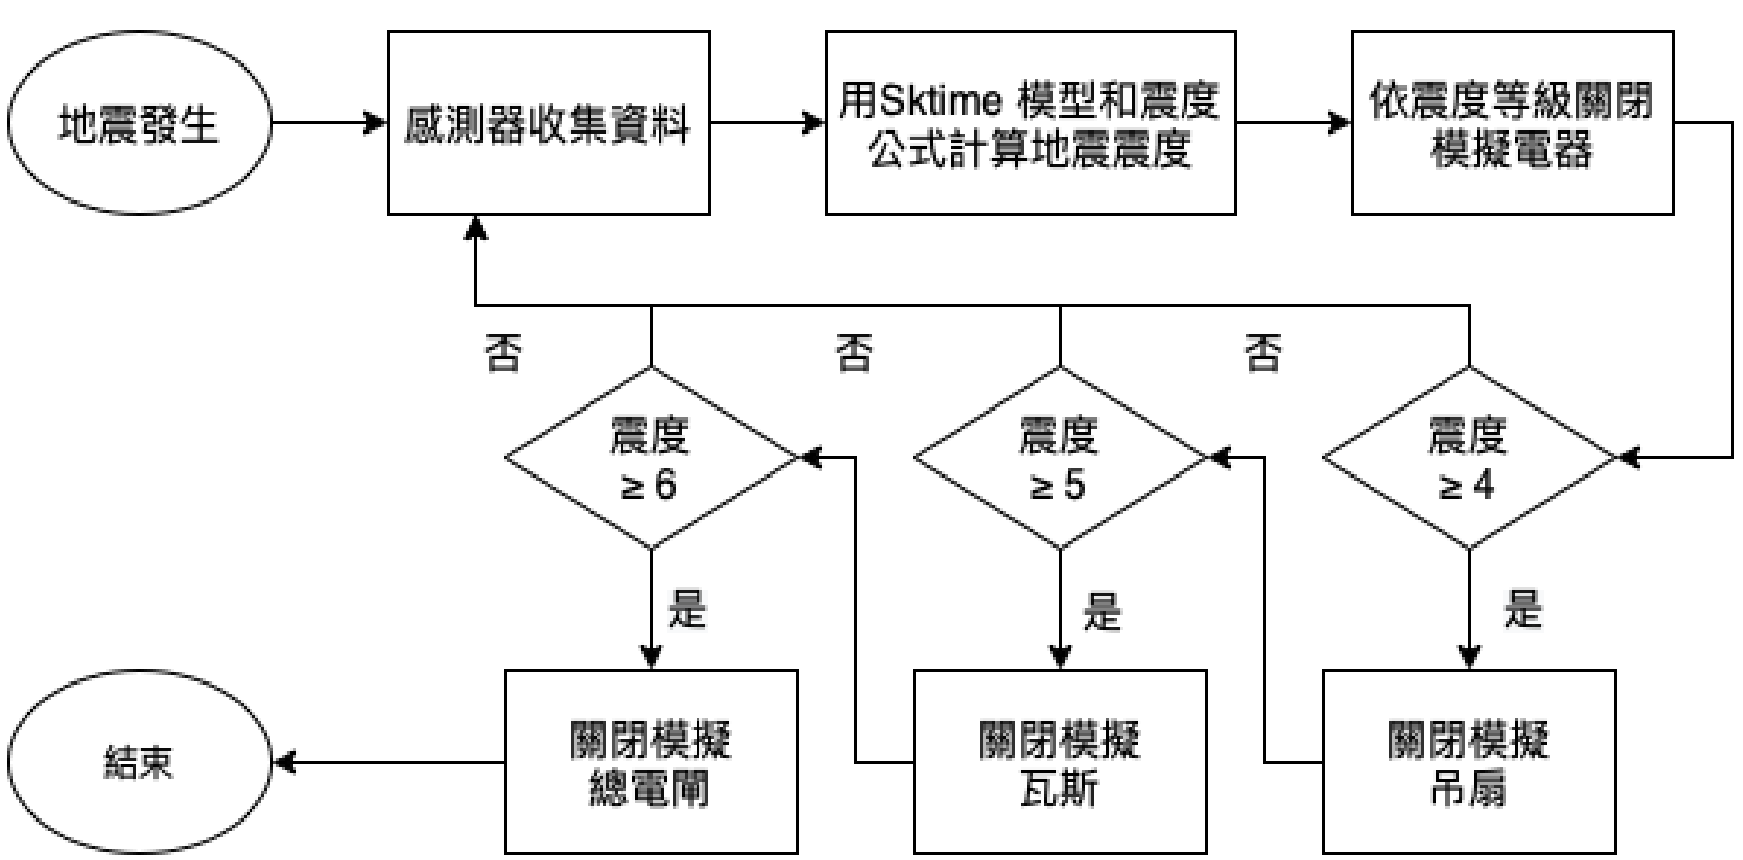 地震發生
感測器收集資料
用Sktime 模型和震度
公式計算地震震度
依震度等級關閉
模擬電器
否
否
否
震度
≥ 6
震度
≥ 5
震度
≥ 4
是
是
是
結束
關閉模擬
總電閘
關閉模擬
瓦斯
關閉模擬
吊扇